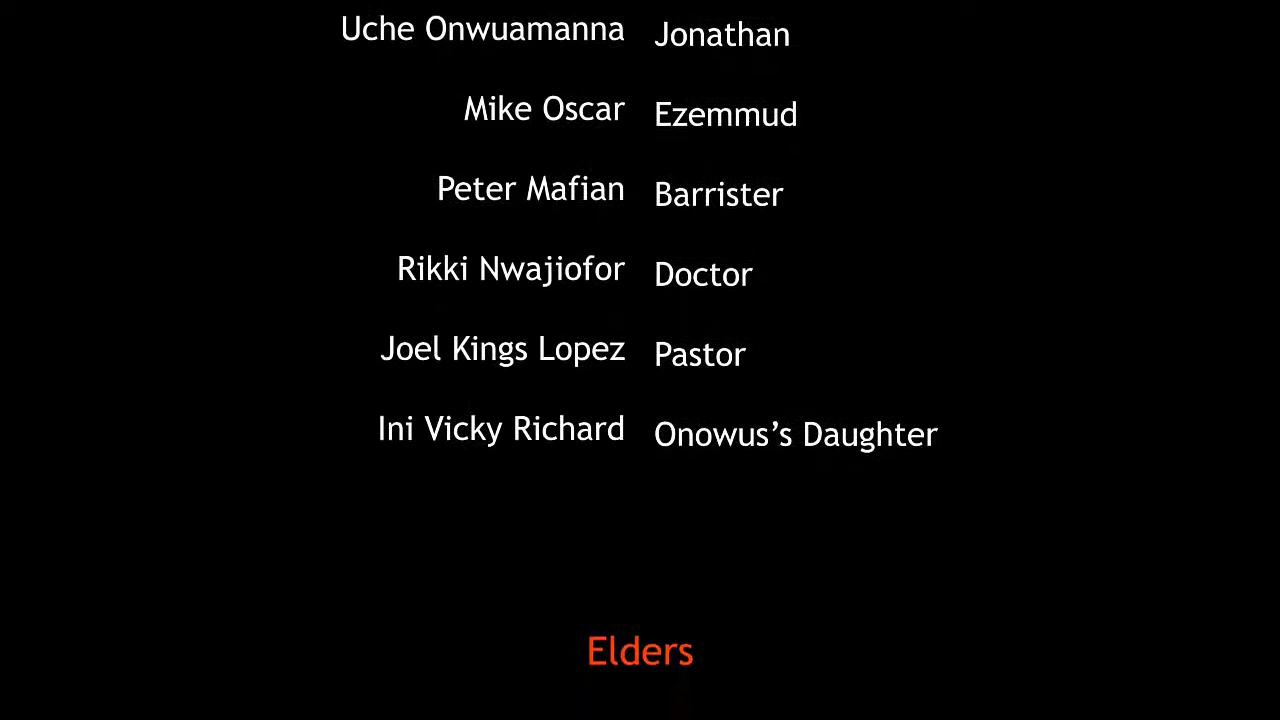 Uche Onwuamanna Jonathan
Mike Oscar Ezemmud
Peter Mafian Barrister
Rikki Nwajiofor Doctor
Joel Kings Lopez Pastor
Ini Vicky Richard Onowus’s Daughter
Elders